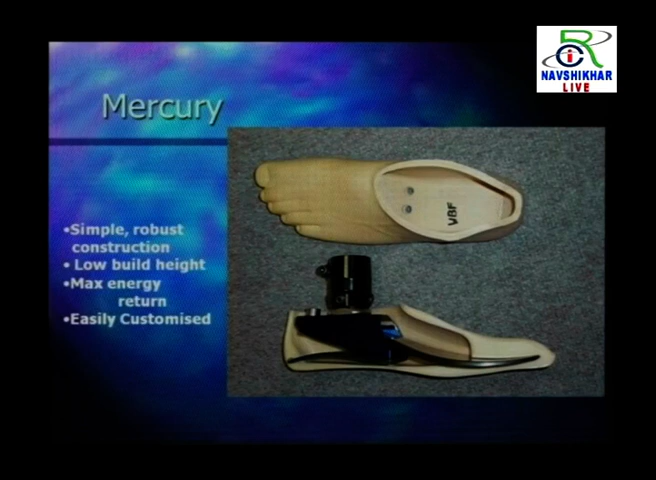 NAVSHIKHAR
LIVE
Mercury
•Simple, robust
construction
• Low build height
•Max energy
return
•Easily Customised
VBF